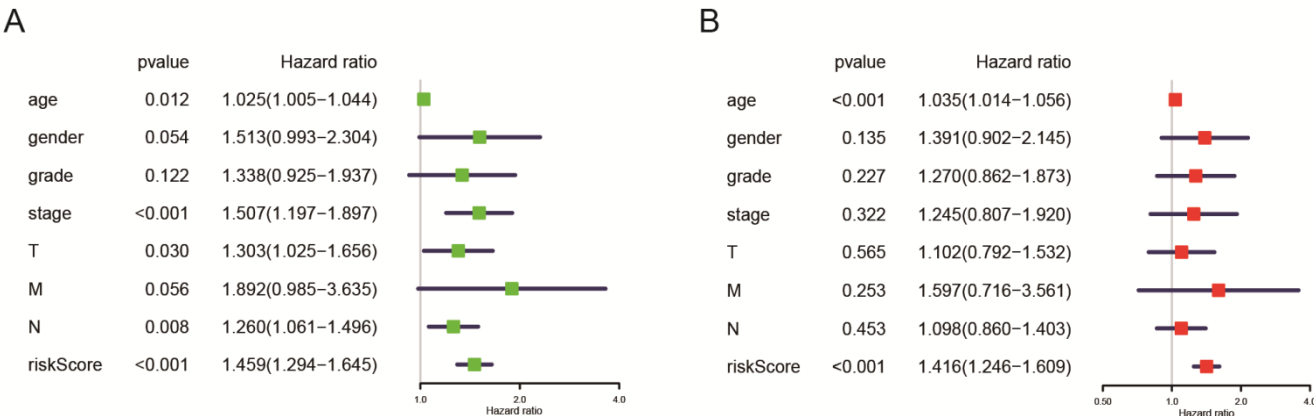 A
pvalue Hazard ratio
age 0.012 1.025(1.005−1.044)
gender 0.054 1.513(0.993−2.304)
grade 0.122 1.338(0.925−1.937)
stage <0.001 1.507(1.197−1.897)
T 0.030 1.303(1.025−1.656)
M 0.056 1.892(0.985−3.635)
N 0.008 1.260(1.061−1.496)
riskScore <0.001 1.459(1.294−1.645)
1.0 2.0 4.0
Hazard ratio
B
pvalue Hazard ratio
age <0.001 1.035(1.014−1.056)
gender 0.135 1.391(0.902−2.145)
grade 0.227 1.270(0.862−1.873)
stage 0.322 1.245(0.807−1.920)
T 0.565 1.102(0.792−1.532)
M 0.253 1.597(0.716−3.561)
N 0.453 1.098(0.860−1.403)
riskScore <0.001 1.416(1.246−1.609)
0.50 1.0 2.0 4.0
Hazard ratio